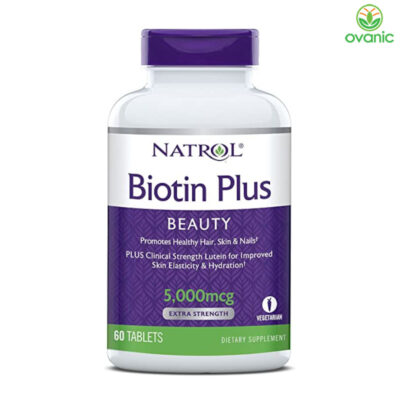 ovanic
NATROL®
Biotin Plus
BEAUTY
Promotes Healthy Hair, Skin & Nails†
PLUS Clinical Strength Lutein for Improved
Skin Elasticity & Hydration†
5,000mcg
EXTRA STRENGTH
VEGETARIAN
60 TABLETS
DIETARY SUPPLEMENT